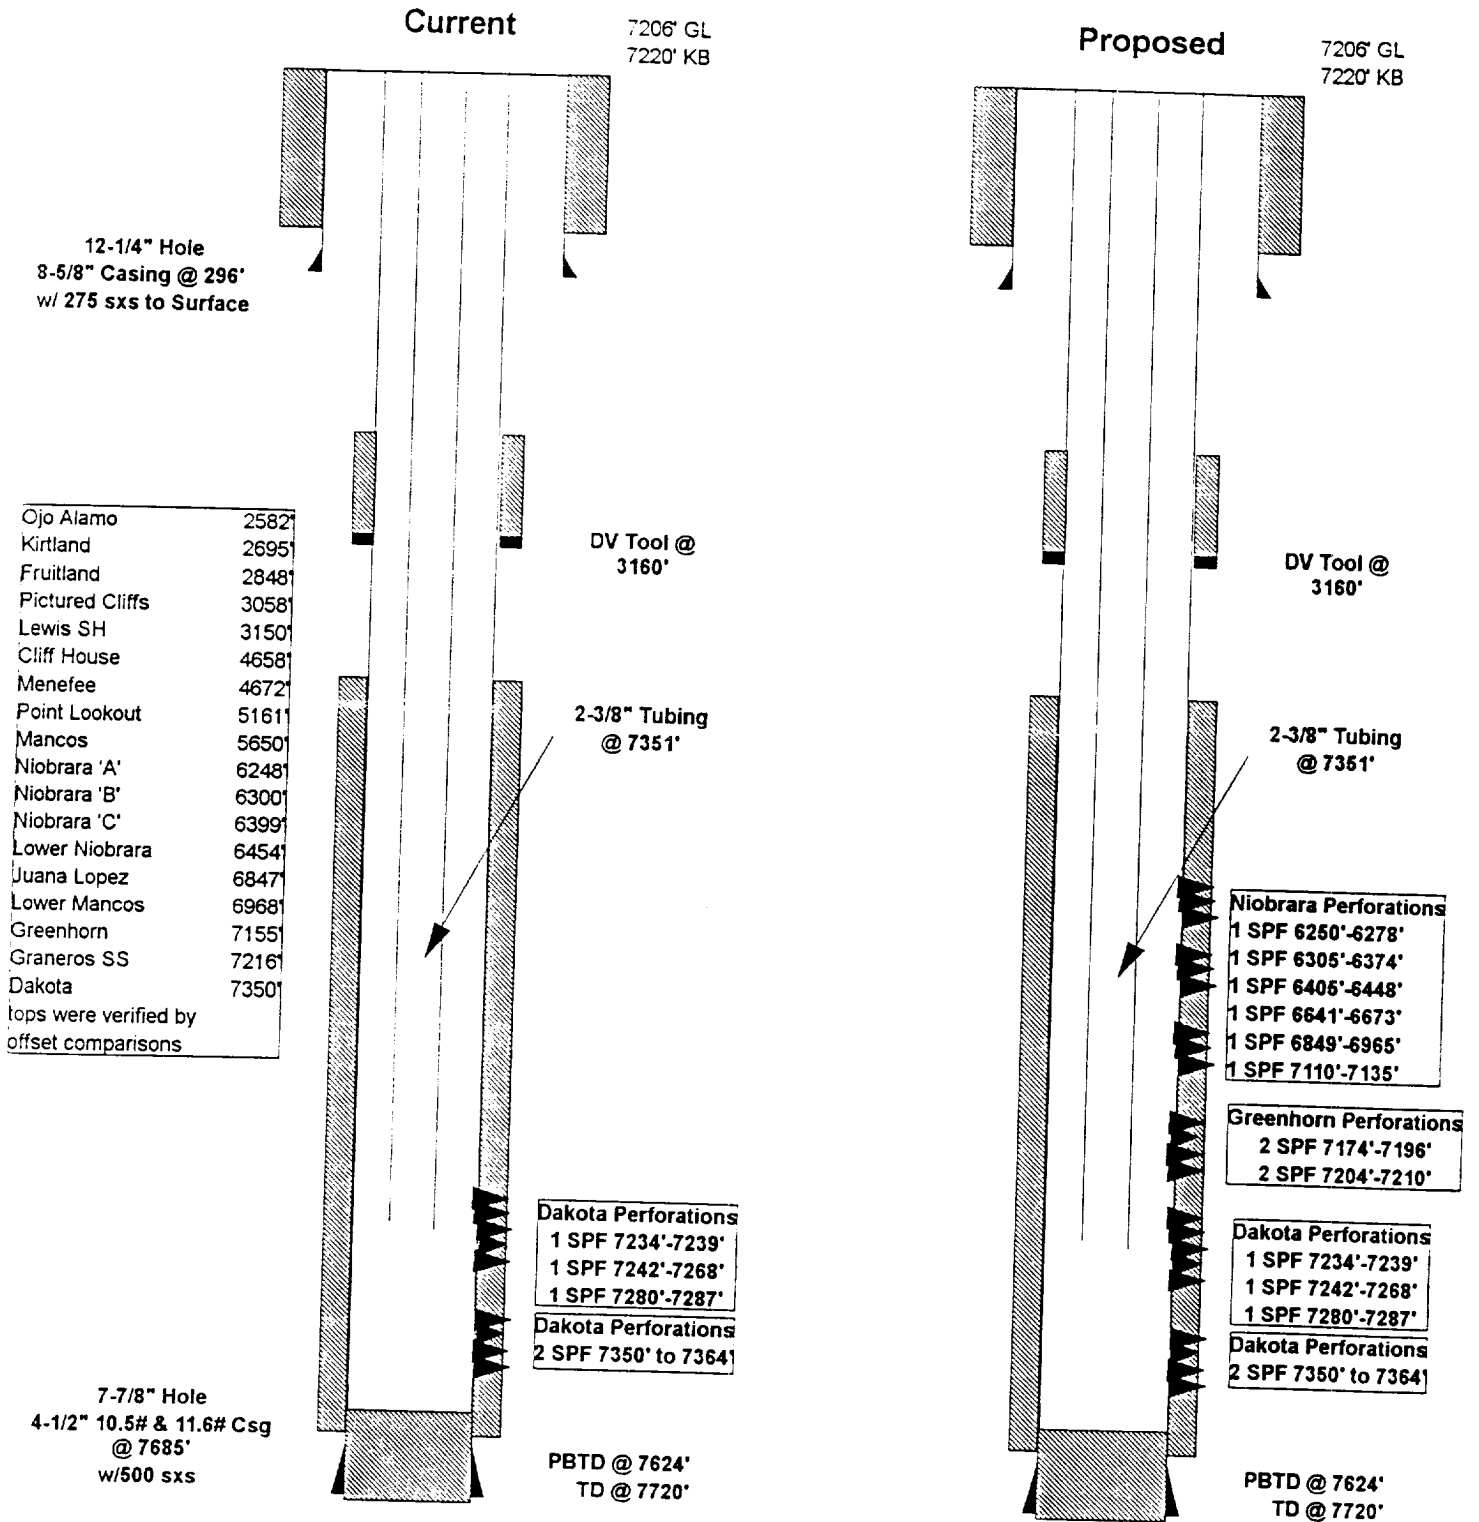 Current
7206' GL
7220' KB
12-1/4" Hole
8-5/8" Casing @ 296'
w/ 275 sxs to Surface
Ojo Alamo 2582'
Kirtland 2695'
Fruitland 2848'
Pictured Cliffs 3058'
Lewis SH 3150'
Cliff House 4658'
Menefee 4672'
Point Lookout 5161'
Mancos 5650'
Niobrara 'A' 6248'
Niobrara 'B' 6300'
Niobrara 'C' 6399'
Lower Niobrara 6454'
Juana Lopez 6847'
Lower Mancos 6968'
Greenhorn 7155'
Graneros SS 7216'
Dakota 7350'
tops were verified by
offset comparisons
DV Tool @
3160'
2-3/8" Tubing
@ 7351'
Dakota Perforations
1 SPF 7234'-7239'
1 SPF 7242'-7268'
1 SPF 7280'-7287'
Dakota Perforations
2 SPF 7350' to 7364'
7-7/8" Hole
4-1/2" 10.5# & 11.6# Csg
@ 7685'
w/500 sxs
PBTD @ 7624'
TD @ 7720'
Proposed
7206' GL
7220' KB
DV Tool @
3160'
2-3/8" Tubing
@ 7351'
Niobrara Perforations
1 SPF 6250'-6278'
1 SPF 6305'-6374'
1 SPF 6405'-6448'
1 SPF 6641'-6673'
1 SPF 6849'-6965'
1 SPF 7110'-7135'
Greenhorn Perforations
2 SPF 7174'-7196'
2 SPF 7204'-7210'
Dakota Perforations
1 SPF 7234'-7239'
1 SPF 7242'-7268'
1 SPF 7280'-7287'
Dakota Perforations
2 SPF 7350' to 7364'
PBTD @ 7624'
TD @ 7720'